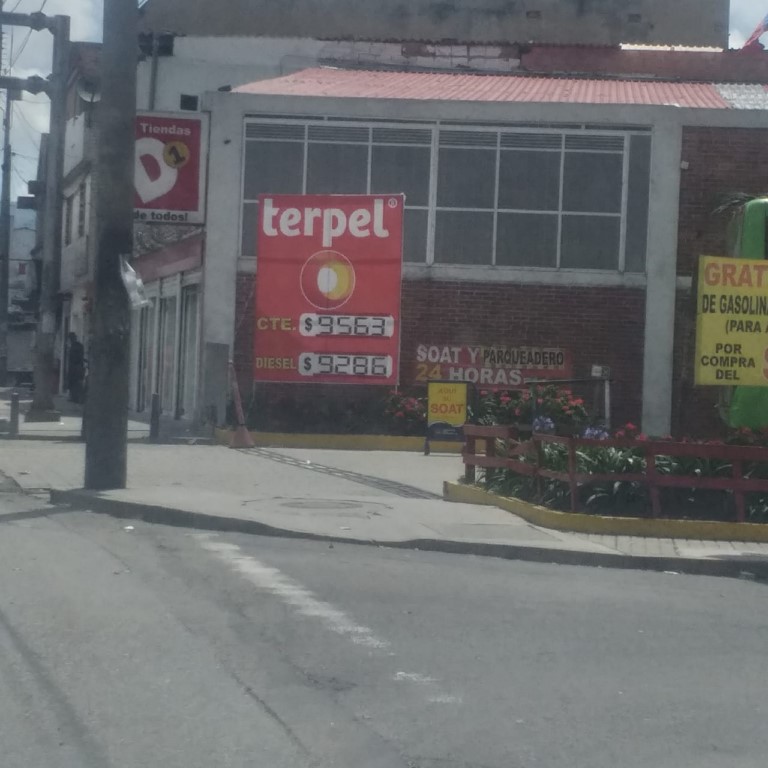 Tiendas
D1
de todos!
terpel®
CTE. $9563
DIESEL $9286
SOAT Y PARQUEADERO
24 HORAS
SOAT
GRAT
DE GASOLINA
(PARA
POR
COMPRA
DEL